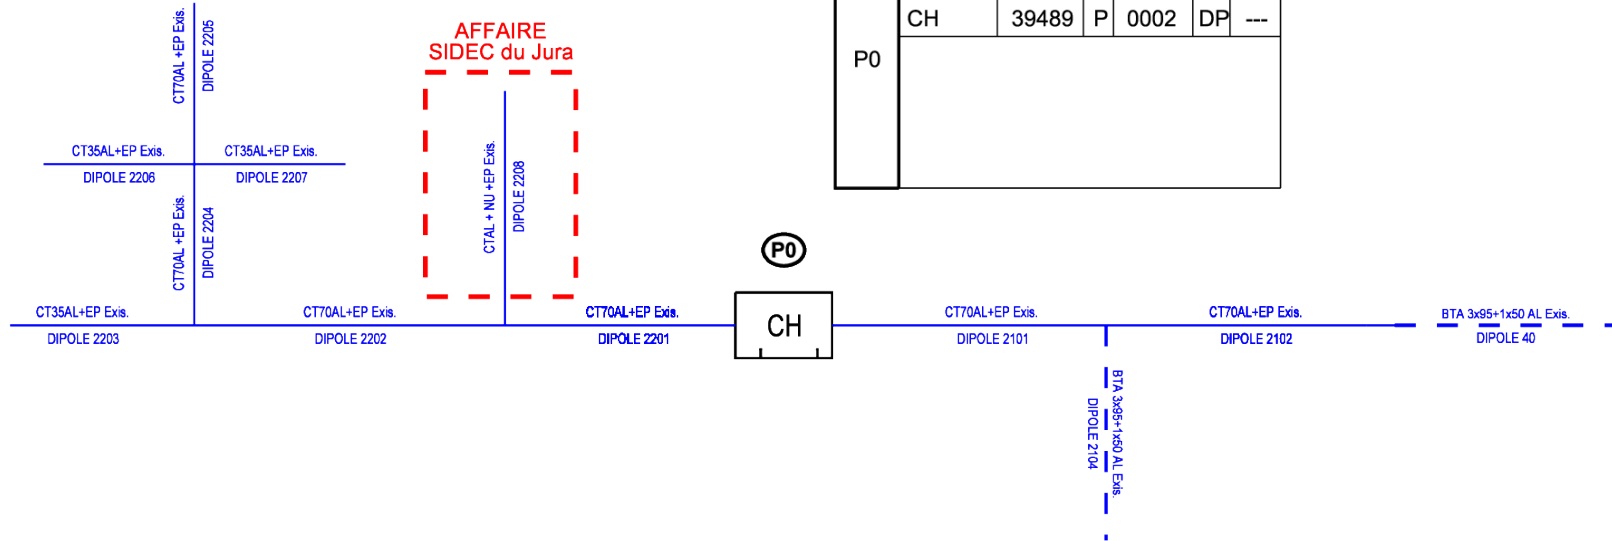 CH 39489 P 0002 DP ---
P0
AFFAIRE
SIDEC du Jura
CT70AL +EP Exis.
DIPOLE 2205
CT35AL+EP Exis.
DIPOLE 2206
CT35AL+EP Exis.
DIPOLE 2207
CT70AL +EP Exis.
DIPOLE 2204
CTAL + NU +EP Exis.
DIPOLE 2208
P0
CT35AL+EP Exis.
DIPOLE 2203
CT70AL+EP Exis.
DIPOLE 2202
CT70AL+EP Exis.
DIPOLE 2201
CH
CT70AL+EP Exis.
DIPOLE 2101
CT70AL+EP Exis.
DIPOLE 2102
BTA 3x95+1x50 AL Exis.
DIPOLE 40
BTA 3x95+1x50 AL Exis.
DIPOLE 2104